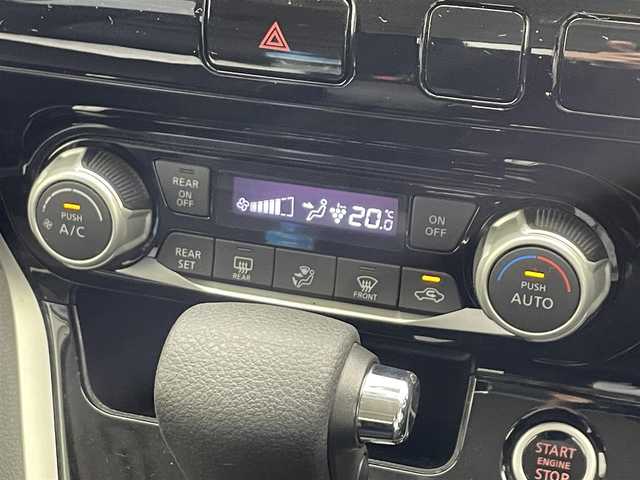 REAR
ON
OFF
20.0
°C
ON
OFF
PUSH
A/C
REAR
SET
REAR
FRONT
PUSH
AUTO
START
ENGINE
STOP